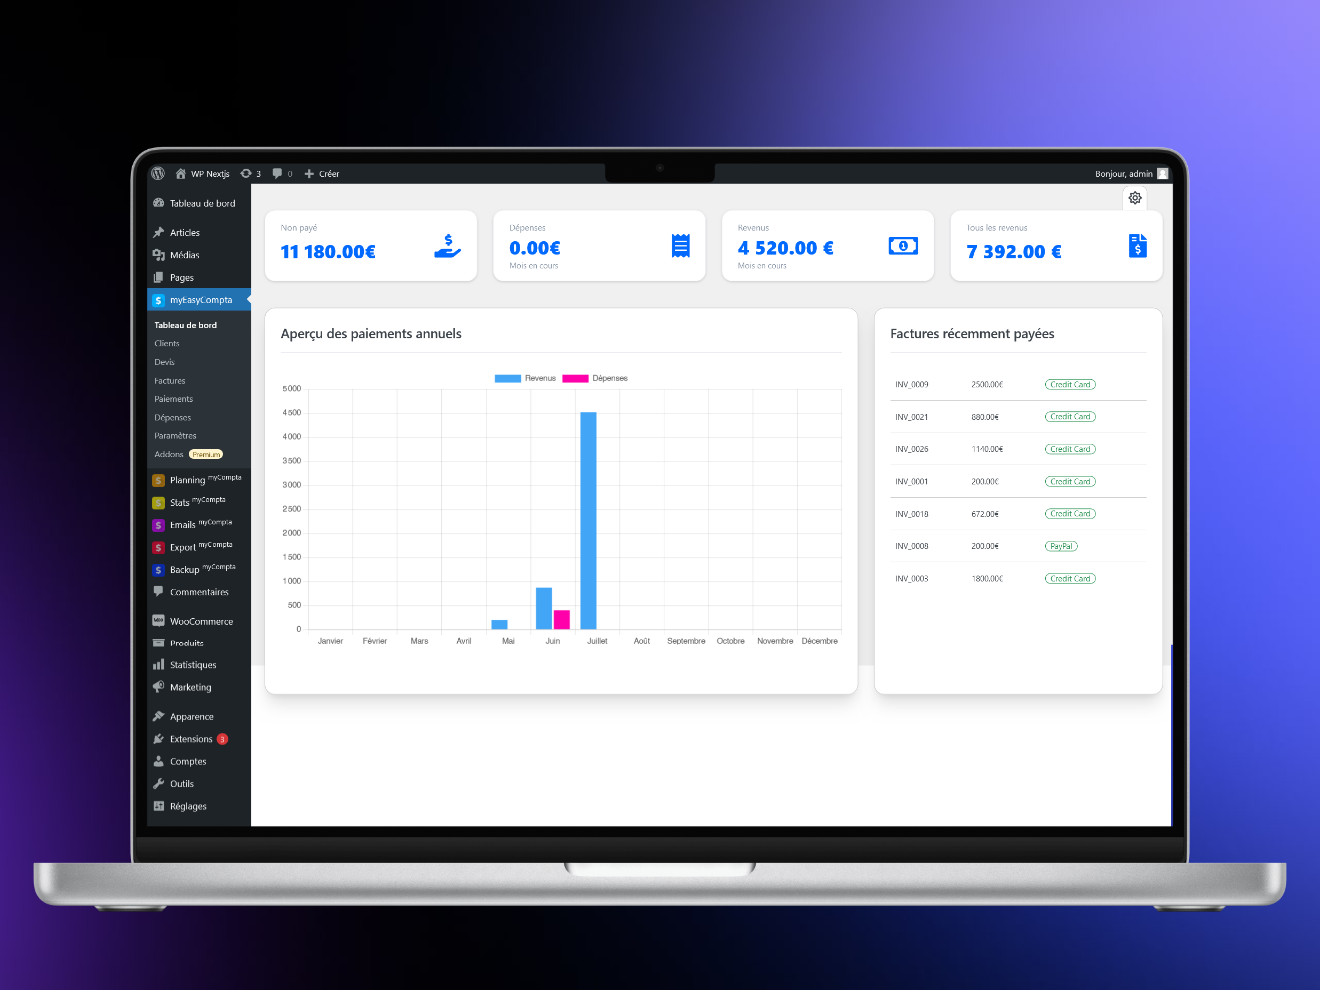 WP Nextjs 3 0 Créer
Bonjour, admin
Tableau de bord
Articles
Médias
Pages
myEasyCompta
Tableau de bord
Clients
Devis
Factures
Paiements
Dépenses
Paramètres
Addons Premium
Planning myCompta
Stats myCompta
Emails myCompta
Export myCompta
Backup myCompta
Commentaires
WooCommerce
Produits
Statistiques
Marketing
Apparence
Extensions 3
Comptes
Outils
Réglages
Non payé
11 180.00€
Dépenses
0.00€
Mois en cours
Revenus
4 520.00 €
Mois en cours
Tous les revenus
7 392.00 €
Aperçu des paiements annuels
Revenus Dépenses
5 000
4 500
4 000
3 500
3 000
2 500
2 000
1 500
1 000
500
0
Janvier Février Mars Avril Mai Juin Juillet Août Septembre Octobre Novembre Décembre
Factures récemment payées
INV_0009 2500.00€ Credit Card
INV_0021 880.00€ Credit Card
INV_0026 1140.00€ Credit Card
INV_0001 200.00€ Credit Card
INV_0018 672.00€ Credit Card
INV_0008 200.00€ PayPal
INV_0003 1800.00€ Credit Card